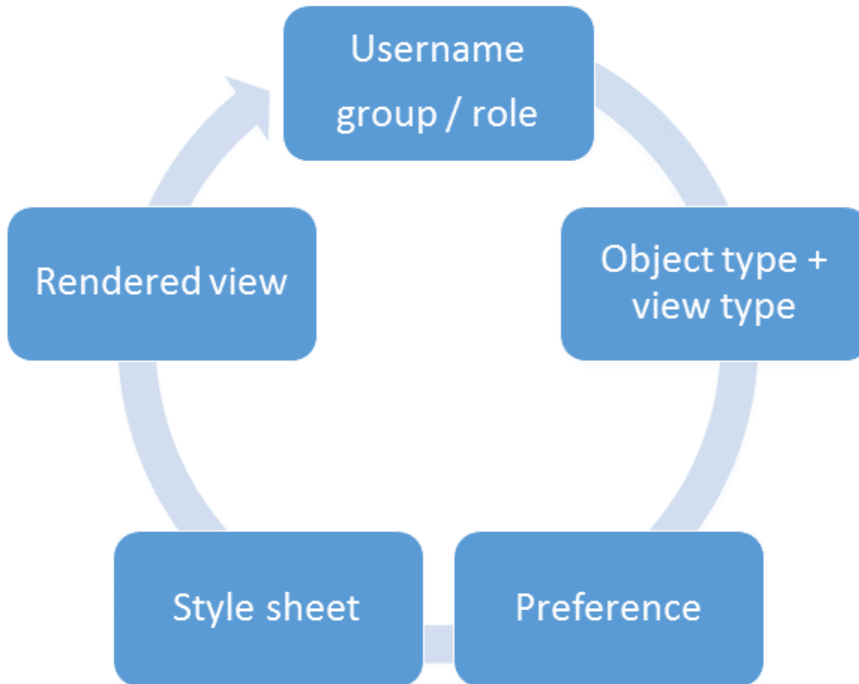 Username
group / role
Object type +
view type
Preference
Style sheet
Rendered view